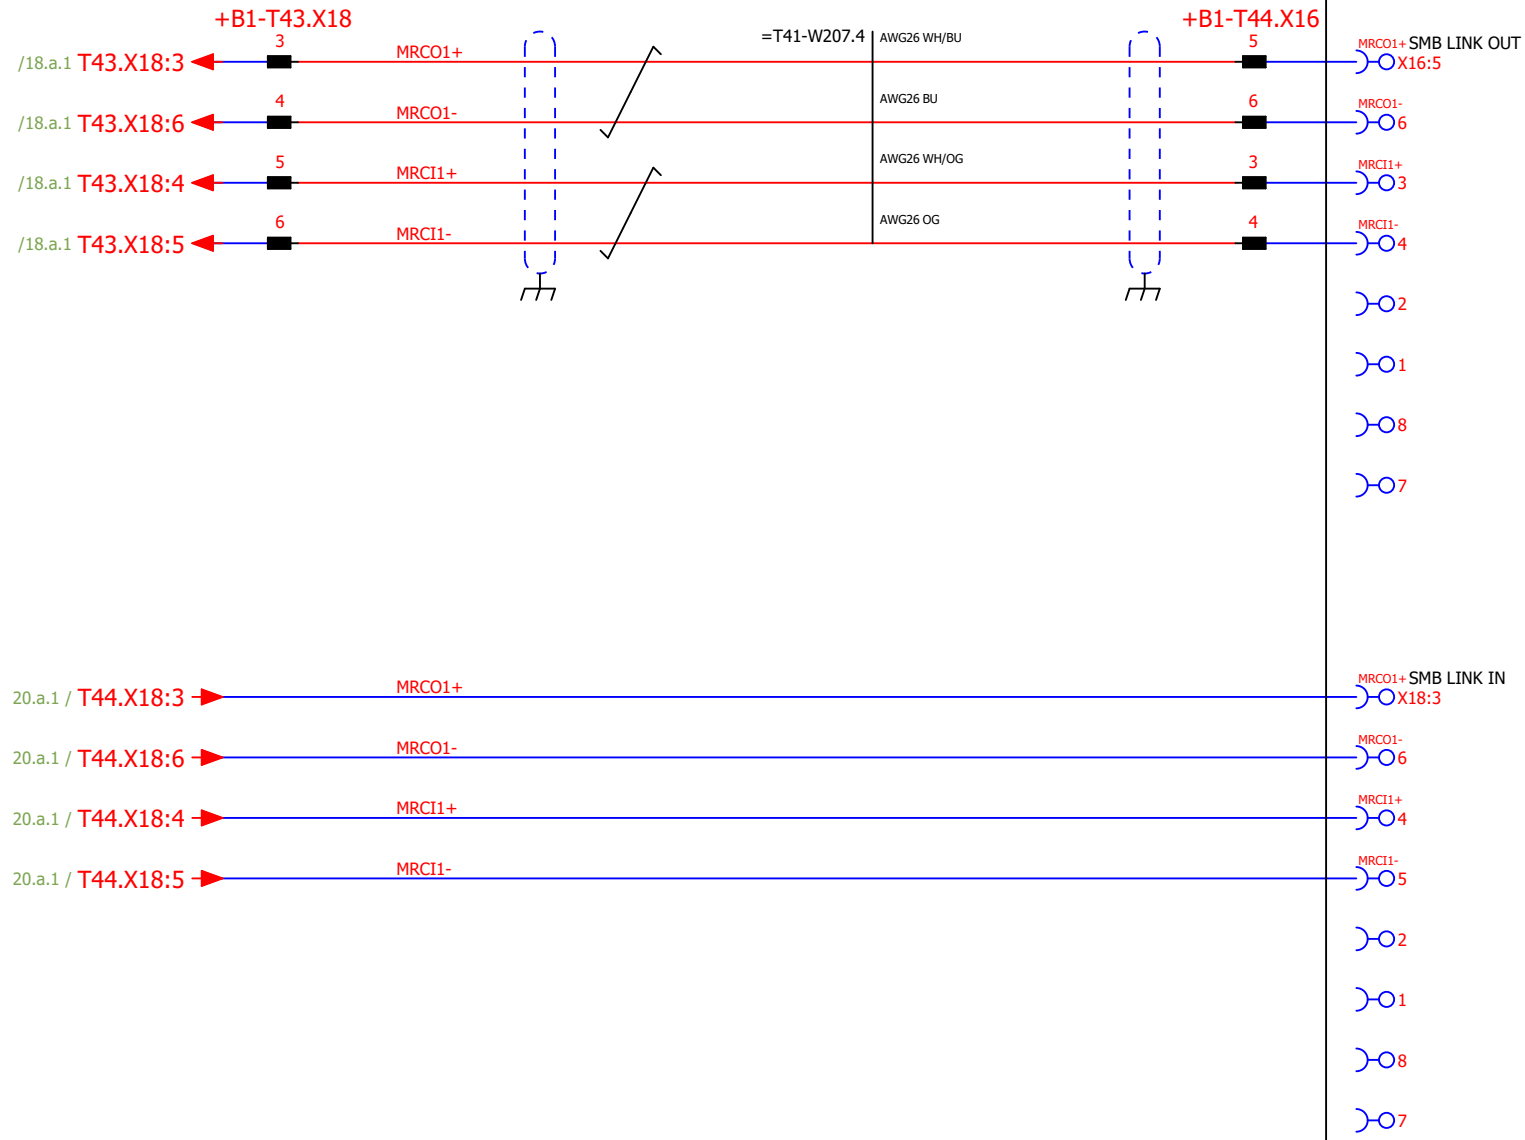 +B1-T43.X18
+B1-T44.X16
=T41-W207.4
/18.a.1 T43.X18:3 3 MRCO1+ AWG26 WH/BU 5 MRCO1+ SMB LINK OUT
X16:5
/18.a.1 T43.X18:6 4 MRCO1- AWG26 BU 6 MRCO1-
6
/18.a.1 T43.X18:4 5 MRCI1+ AWG26 WH/OG 3 MRCI1+
3
/18.a.1 T43.X18:5 6 MRCI1- AWG26 OG 4 MRCI1-
4
2
1
8
7
20.a.1 / T44.X18:3 MRCO1+ MRCO1+ SMB LINK IN
X18:3
20.a.1 / T44.X18:6 MRCO1- MRCO1-
6
20.a.1 / T44.X18:4 MRCI1+ MRCI1+
4
20.a.1 / T44.X18:5 MRCI1- MRCI1-
5
2
1
8
7